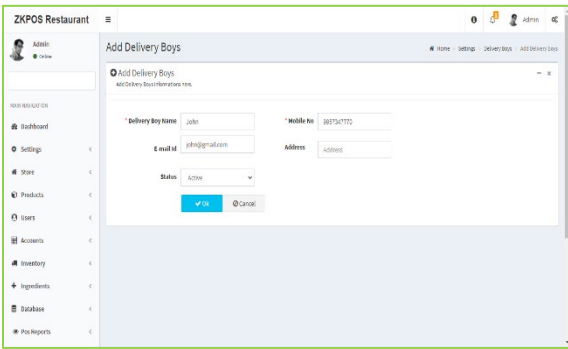 ZKPOS Restaurant
Admin
Admin
Online
Add Delivery Boys
Home
Settings
Delivery Boys
Add Delivery Boys
Add Delivery Boys
Add Delivery Boys Informations here.
MAIN NAVIGATION
* Delivery Boy Name
John
* Mobile No
E-mail Id
john@gmail.com
Address
Address
Status
Active
Ok
Cancel
Dashboard
Settings
Store
Products
Users
Accounts
Inventory
Ingredients
Database
Pos Reports